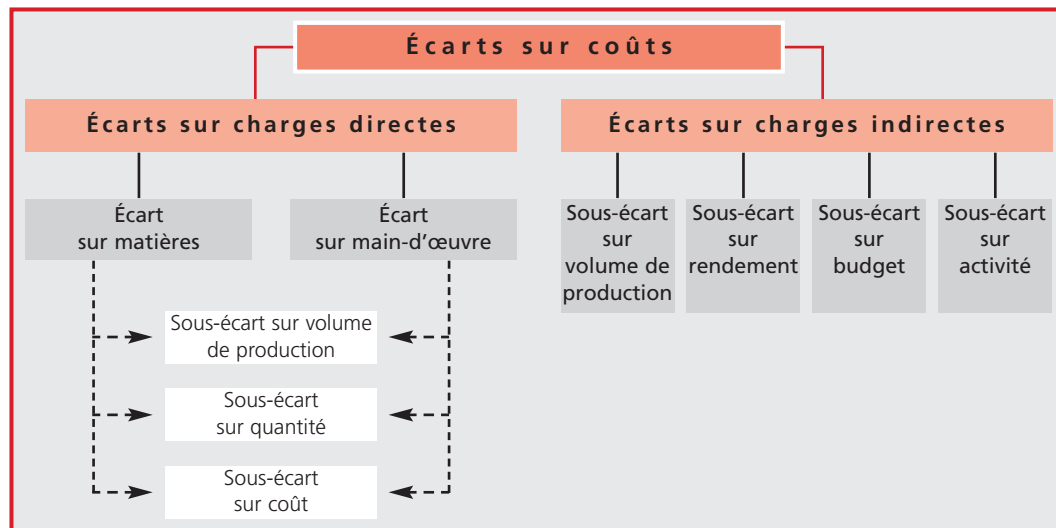 Écarts sur coûts
Écarts sur charges directes
Écarts sur charges indirectes
Écart
sur matières
Écart
sur main-d'œuvre
Sous-écart
sur
volume de
production
Sous-écart
sur
rendement
Sous-écart
sur
budget
Sous-écart
sur
activité
Sous-écart sur volume
de production
Sous-écart
sur quantité
Sous-écart
sur coût